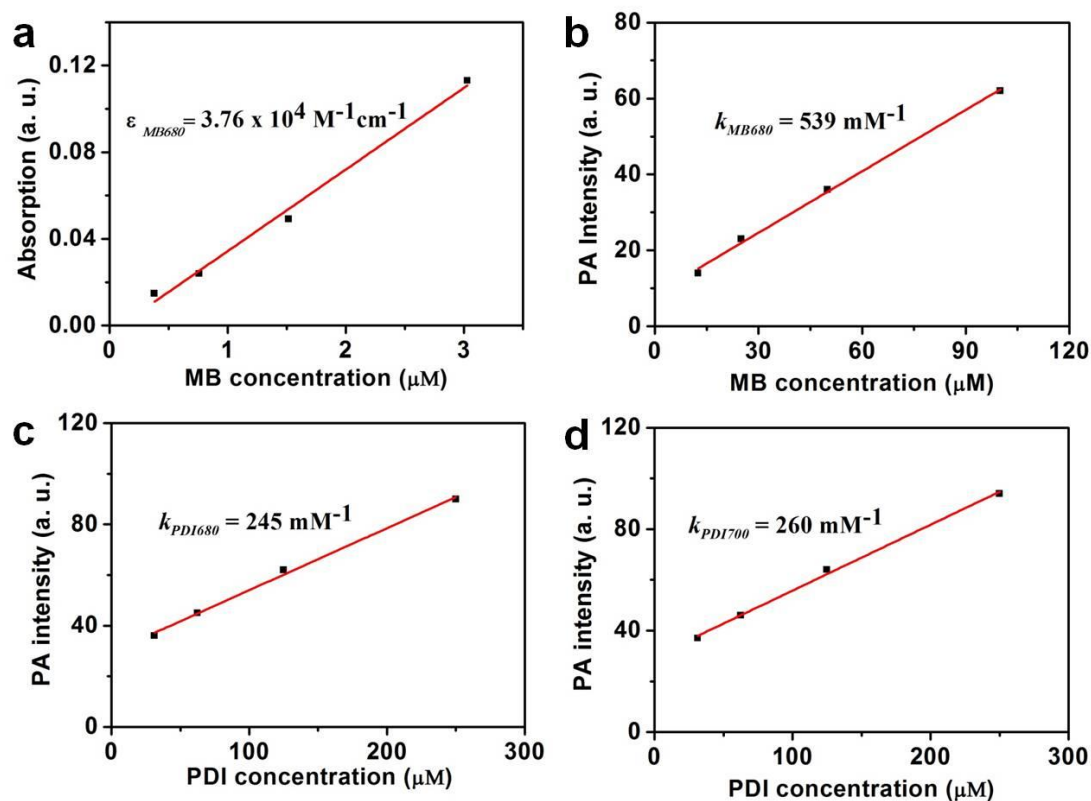 a
Absorption (a. u.)
0.12
0.08
0.04
0.00
ε MB680 = 3.76 x 10⁴ M⁻¹cm⁻¹
0 1 2 3
MB concentration (μM)
b
PA Intensity (a. u.)
80
60
40
20
0
k MB680 = 539 mM⁻¹
0 30 60 90 120
MB concentration (μM)
c
PA intensity (a. u.)
120
80
40
0
k PDI680 = 245 mM⁻¹
0 100 200 300
PDI concentration (μM)
d
PA intensity (a. u.)
120
80
40
0
k PDI700 = 260 mM⁻¹
0 100 200 300
PDI concentration (μM)